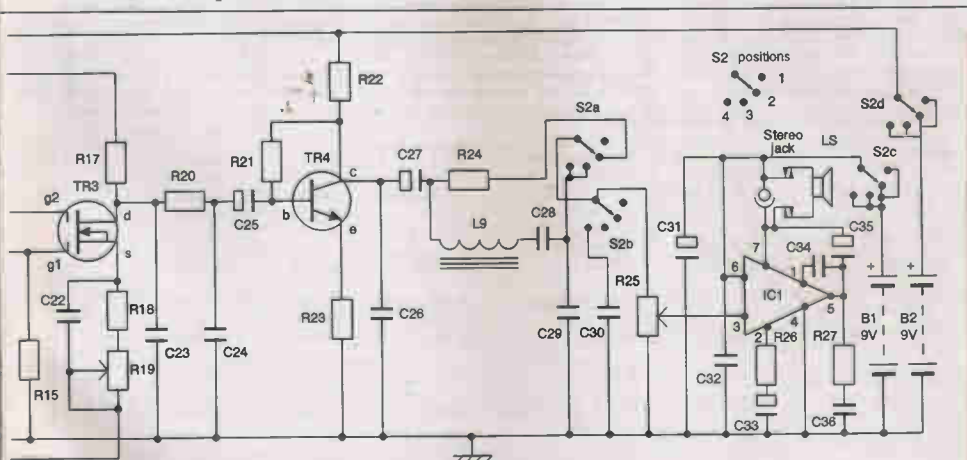 S2 positions
1
2
3
4
R22
S2a
S2d
R17
R21
TR4
C27
R24
Stereo
jack
LS
S2c
TR3
R20
c
g2
d
C25
b
L9
C28
C31
C35
s
e
S2b
7
C34
g1
6
1
R25
IC1
5
C22
R18
3
4
+
+
R23
C26
C29
C30
2
R26
R27
B1
9V
B2
9V
R15
R19
C23
C24
C32
C33
C36